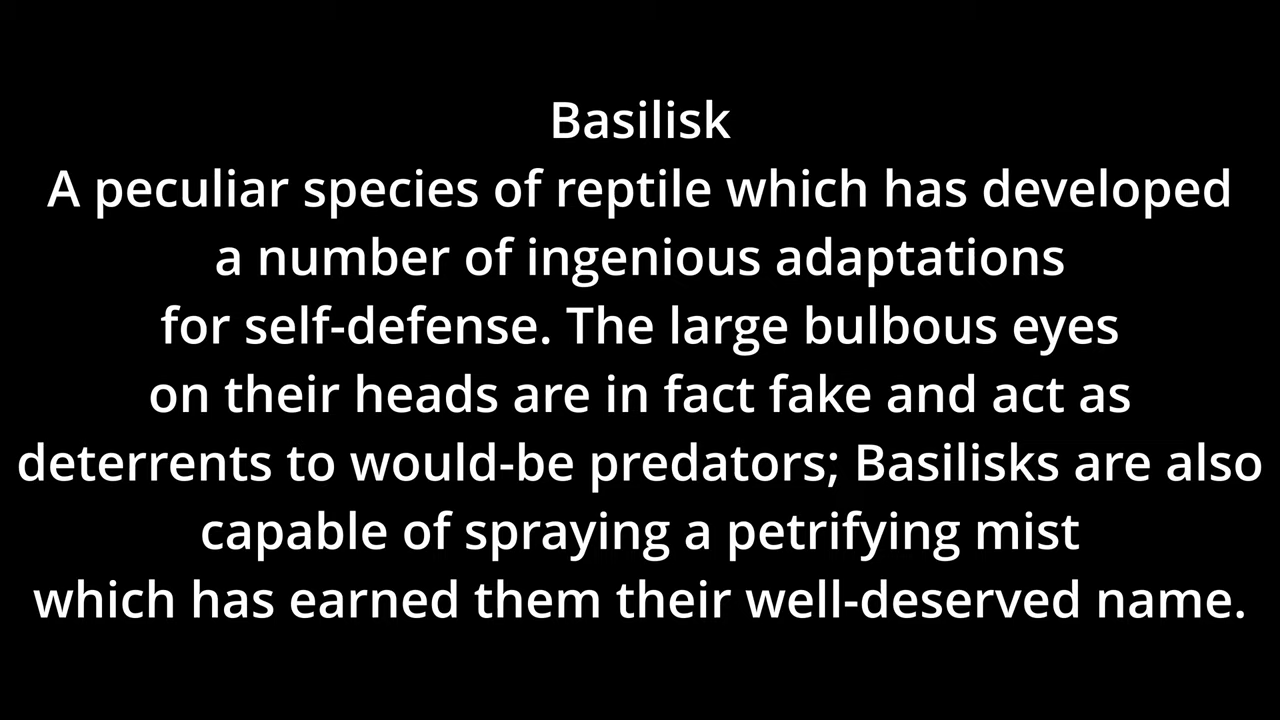 Basilisk
A peculiar species of reptile which has developed
a number of ingenious adaptations
for self-defense. The large bulbous eyes
on their heads are in fact fake and act as
deterrents to would-be predators; Basilisks are also
capable of spraying a petrifying mist
which has earned them their well-deserved name.